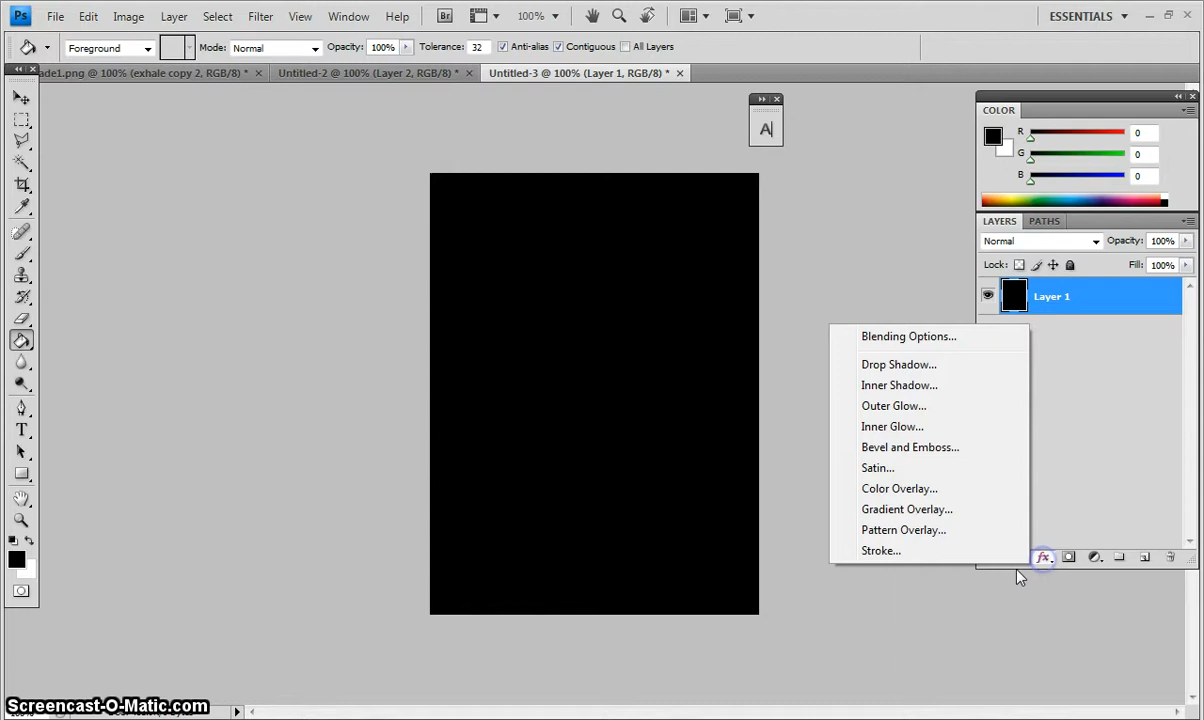 Ps File Edit Image Layer Select Filter View Window Help Br 100% ESSENTIALS
Foreground Mode: Normal Opacity: 100% Tolerance: 32 Anti-alias Contiguous All Layers
ade1.png @ 100% (exhale copy 2, RGB/8) * Untitled-2 @ 100% (Layer 2, RGB/8) * Untitled-3 @ 100% (Layer 1, RGB/8) *
A
COLOR
R 0
G 0
B 0
LAYERS PATHS
Normal Opacity: 100%
Lock: Fill: 100%
Layer 1
Blending Options...
Drop Shadow...
Inner Shadow...
Outer Glow...
Inner Glow...
Bevel and Emboss...
Satin...
Color Overlay...
Gradient Overlay...
Pattern Overlay...
Stroke...
fx
T
Screencast-O-Matic.com